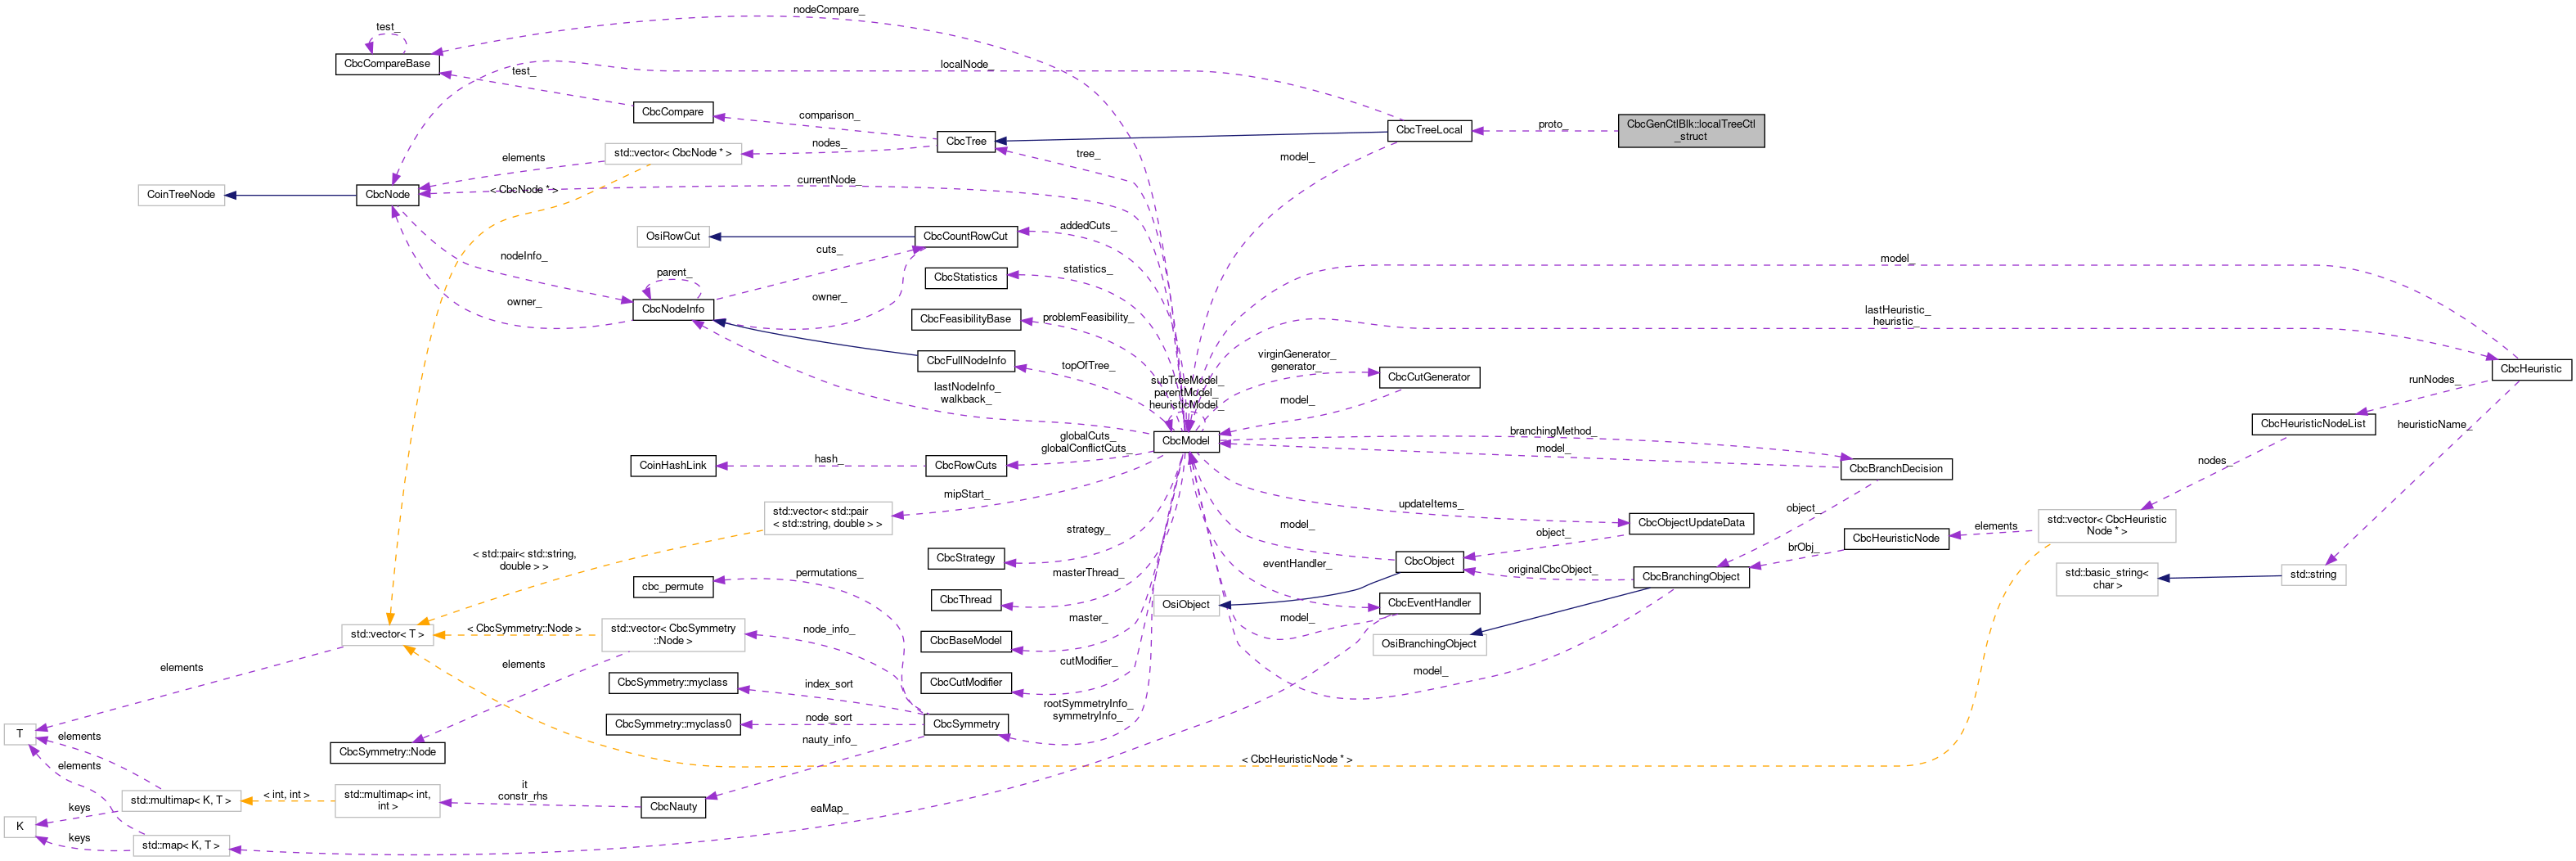 nodeCompare_
test_
CbcCompareBase
localNode_
test_
CbcCompare
comparison_
proto_
CbcGenCtlBlk::localTreeCtl
_struct
CbcTreeLocal
CbcTree
nodes_
std::vector< CbcNode * >
elements
tree_
model_
CoinTreeNode
CbcNode
< CbcNode * >
currentNode_
OsiRowCut
CbcCountRowCut
addedCuts_
nodeInfo_
cuts_
model_
parent_
CbcStatistics
statistics_
owner_
owner_
CbcNodeInfo
CbcFeasibilityBase
problemFeasibility_
lastHeuristic_
heuristic_
CbcFullNodeInfo
topOfTree_
virginGenerator_
generator_
CbcHeuristic
subTreeModel_
parentModel_
heuristicModel_
CbcCutGenerator
runNodes_
lastNodeInfo_
walkback_
model_
CbcHeuristicNodeList
heuristicName_
globalCuts_
globalConflictCuts_
CbcModel
branchingMethod_
model_
CoinHashLink
hash_
CbcRowCuts
CbcBranchDecision
nodes_
mipStart_
std::vector< std::pair
< std::string, double > >
updateItems_
object_
strategy_
model_
CbcObjectUpdateData
object_
std::vector< CbcHeuristic
Node * >
elements_
CbcHeuristicNode
brObj_
< std::pair< std::string,
double > >
CbcStrategy
eventHandler_
CbcObject
originalCbcObject_
CbcBranchingObject
std::basic_string<
char >
std::string
cbc_permute
permutations_
masterThread_
CbcThread
OsiObject
CbcEventHandler
std::vector< T >
< CbcSymmetry::Node >
std::vector< CbcSymmetry
::Node >
node_info_
master_
CbcBaseModel
model_
OsiBranchingObject
elements
elements
cutModifier_
model_
CbcSymmetry::myclass
index_sort
CbcCutModifier
rootSymmetryInfo_
symmetryInfo_
CbcSymmetry::myclass0
node_sort
CbcSymmetry
T
elements
CbcSymmetry::Node
nauty_info_
< CbcHeuristicNode * >
elements
std::multimap< K, T >
< int, int >
std::multimap< int,
int >
it
constr_rhs
CbcNauty
eaMap_
keys
K
keys
std::map< K, T >